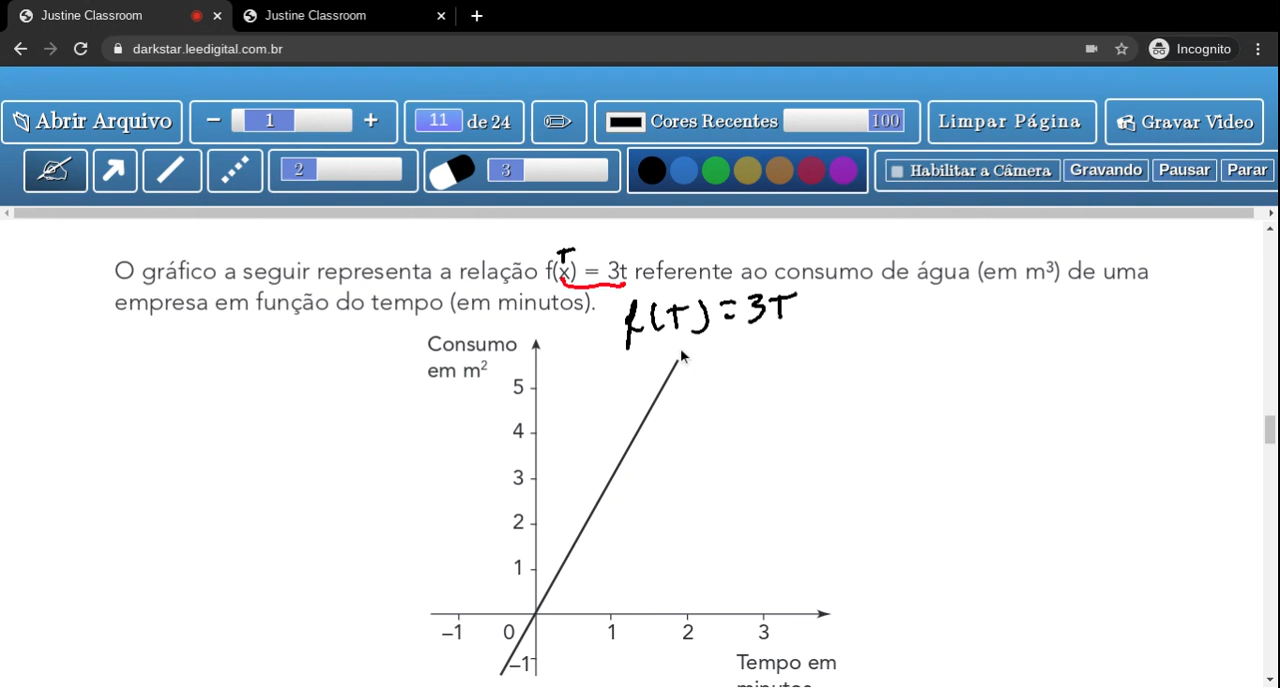 Justine Classroom
Justine Classroom
darkstar.leedigital.com.br
Incognito
Abrir Arquivo
1
11 de 24
Cores Recentes
100
Limpar Página
Gravar Video
2
3
Habilitar a Câmera
Gravando
Pausar
Parar
T
O gráfico a seguir representa a relação f(x) = 3t referente ao consumo de água (em m³) de uma
empresa em função do tempo (em minutos).
f(T) = 3T
Consumo
em m²
5
4
3
2
1
–1 0 1 2 3
–1
Tempo em
minutos